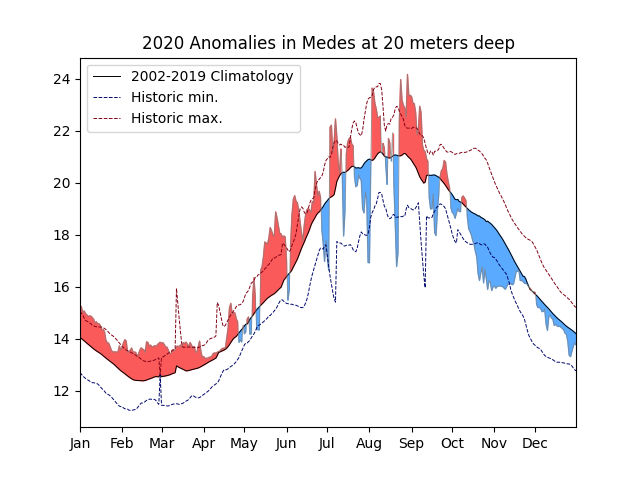 2020 Anomalies in Medes at 20 meters deep
2002-2019 Climatology
Historic min.
Historic max.
24
22
20
18
16
14
12
Jan Feb Mar Apr May Jun Jul Aug Sep Oct Nov Dec